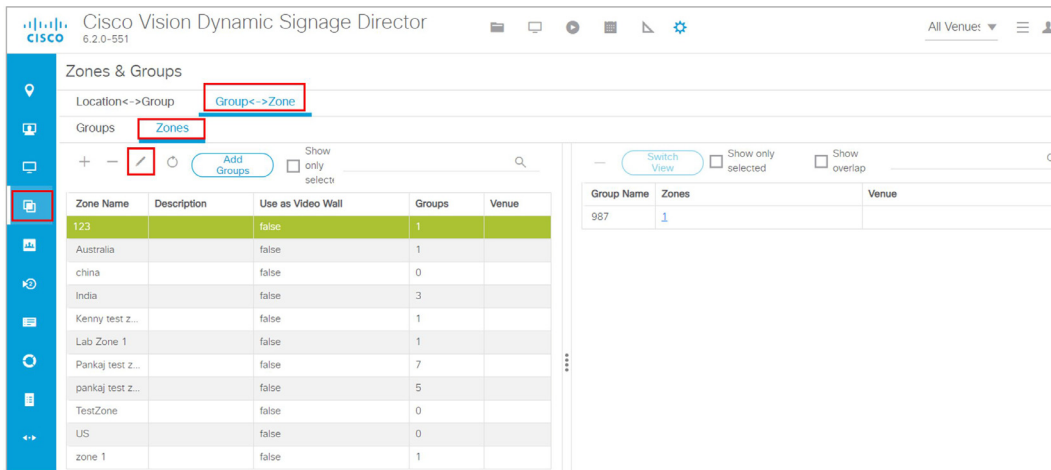 CISCO
Cisco Vision Dynamic Signage Director
6.2.0-551
All Venues
Zones & Groups
Location<->Group
Group<->Zone
Groups
Zones
Add Groups
Show only selecte
Switch View
Show only selected
Show overlap
Zone Name Description Use as Video Wall Groups Venue
123 false 1
Australia false 1
china false 0
India false 3
Kenny test z... false 1
Lab Zone 1 false 1
Pankaj test z... false 7
pankaj test z... false 5
TestZone false 0
US false 0
zone 1 false 1
Group Name Zones Venue
987 1